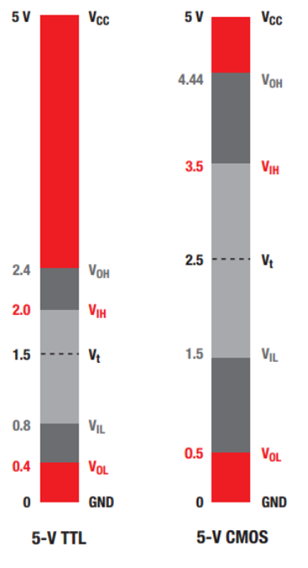 5 V VCC
2.4 VOH
2.0 VIH
1.5 Vt
0.8 VIL
0.4 VOL
0 GND
5-V TTL
5 V VCC
4.44 VOH
3.5 VIH
2.5 Vt
1.5 VIL
0.5 VOL
0 GND
5-V CMOS